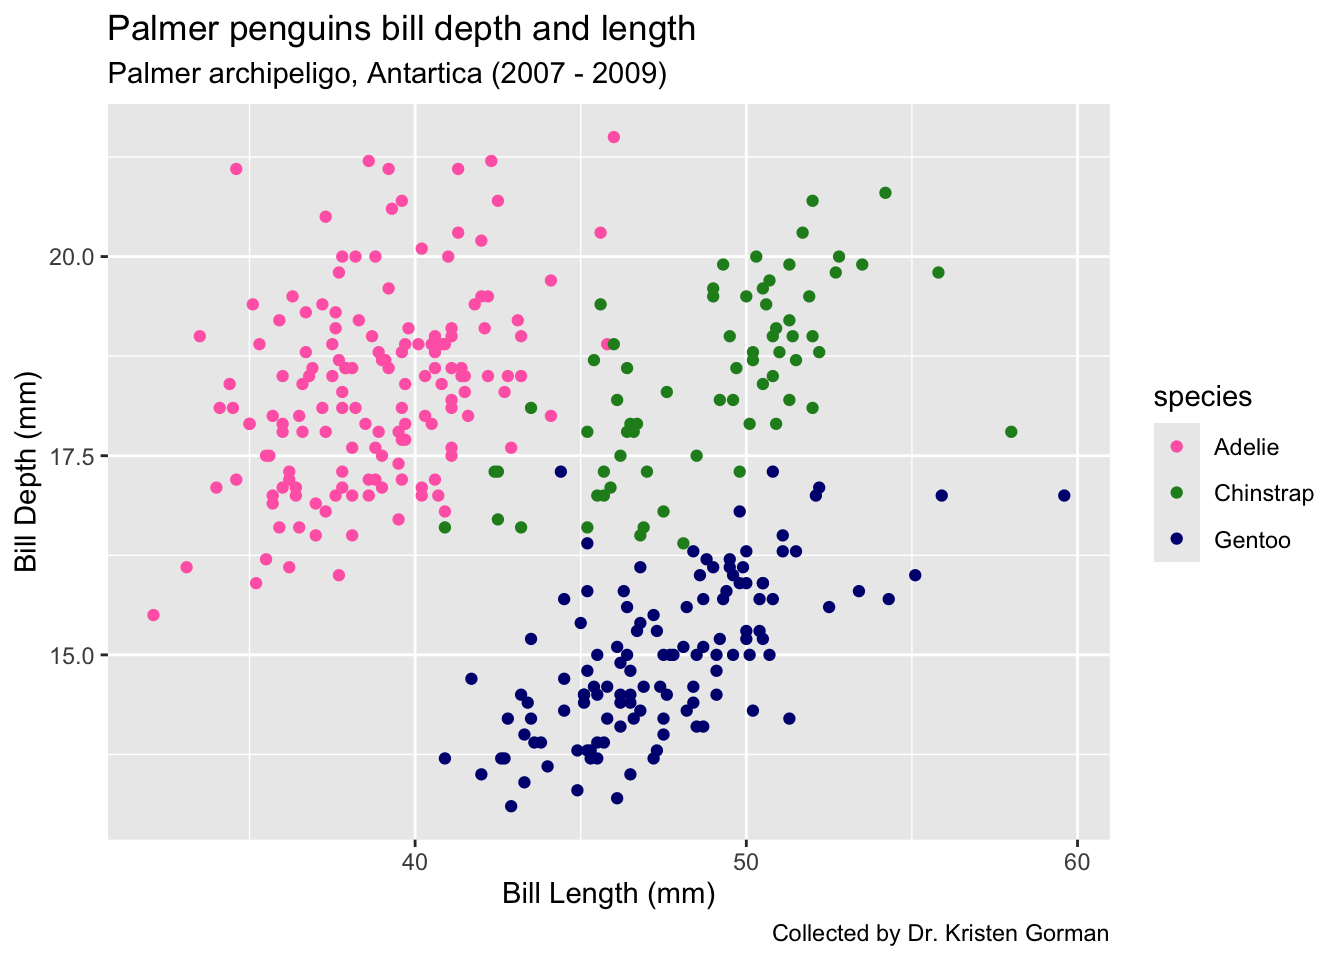 Palmer penguins bill depth and length
Palmer archipeligo, Antartica (2007 - 2009)
20.0
17.5
15.0
Bill Depth (mm)
40
50
60
Bill Length (mm)
species
Adelie
Chinstrap
Gentoo
Collected by Dr. Kristen Gorman